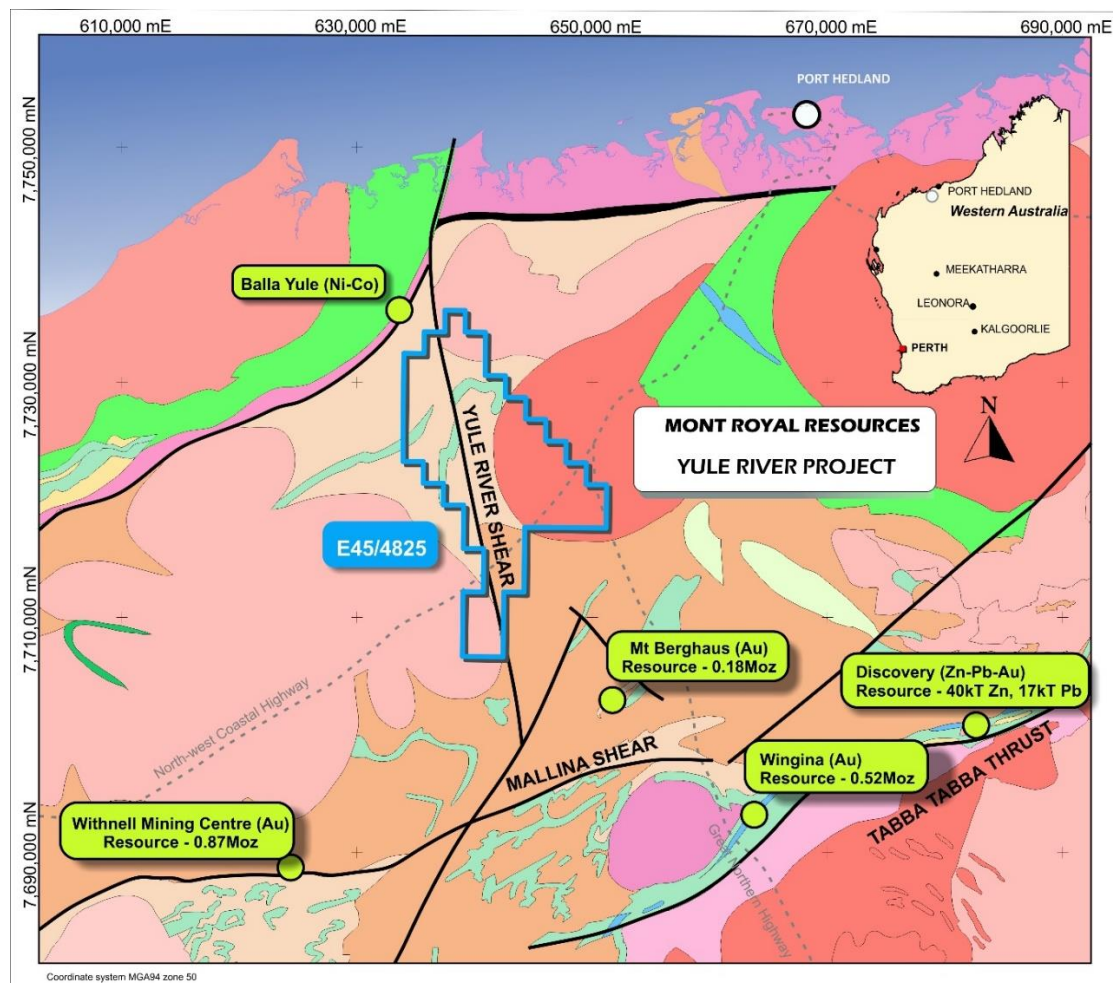 610,000 mE
630,000 mE
650,000 mE
670,000 mE
690,000 mE
7,750,000 mN
7,730,000 mN
7,710,000 mN
7,690,000 mN
PORT HEDLAND
PORT HEDLAND
Western Australia
MEEKATHARRA
LEONORA
KALGOORLIE
PERTH
N
Balla Yule (Ni-Co)
MONT ROYAL RESOURCES
YULE RIVER PROJECT
YULE RIVER SHEAR
E45/4825
Mt Berghaus (Au)
Resource - 0.18Moz
Discovery (Zn-Pb-Au)
Resource - 40kT Zn, 17kT Pb
North-west Coastal Highway
MALLINA SHEAR
Wingina (Au)
Resource - 0.52Moz
TABBA TABBA THRUST
Withnell Mining Centre (Au)
Resource - 0.87Moz
Great Northern Highway
Coordinate system MGA94 zone 50